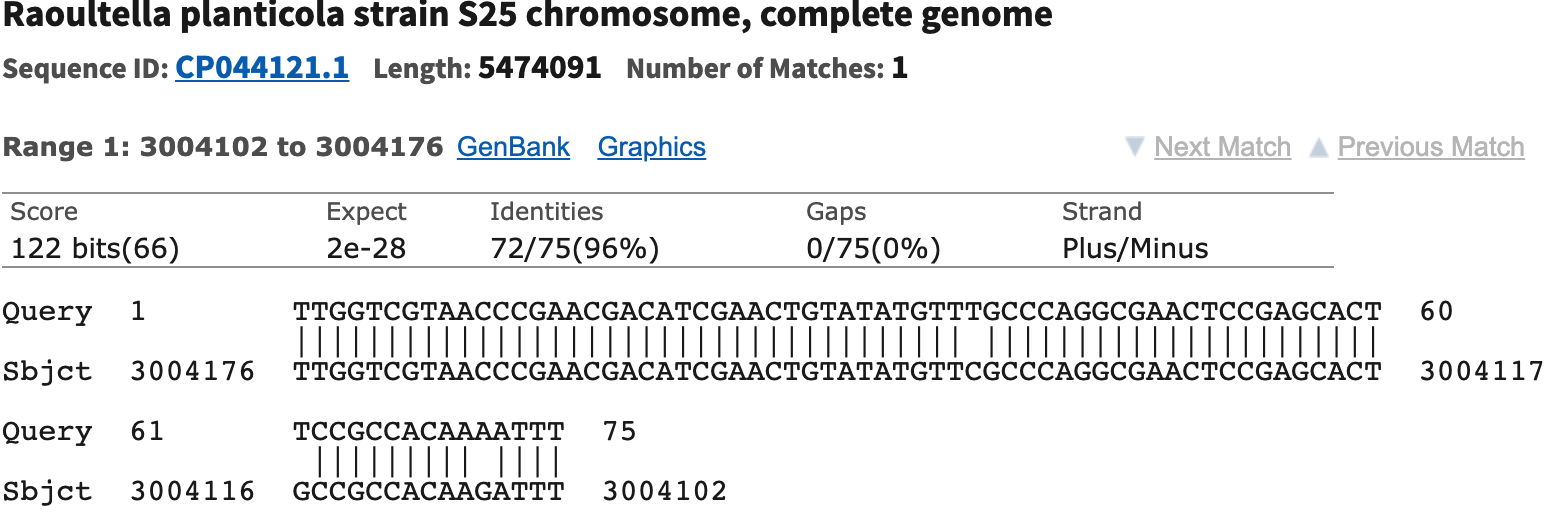 Raoultella planticola strain S25 chromosome, complete genome
Sequence ID: CP044121.1 Length: 5474091 Number of Matches: 1
Range 1: 3004102 to 3004176 GenBank Graphics ▼ Next Match ▲ Previous Match
Score Expect Identities Gaps Strand
122 bits(66) 2e-28 72/75(96%) 0/75(0%) Plus/Minus
Query 1 TTGGTCGTAACCCGAACGACATCGAACTGTATATGTTTGCCCAGGCGAACTCCGAGCACT 60
Sbjct 3004176 TTGGTCGTAACCCGAACGACATCGAACTGTATATGTTCGCCCAGGCGAACTCCGAGCACT 3004117
Query 61 TCCGCCACAAAATTT 75
Sbjct 3004116 GCCGCCACAAGATTT 3004102